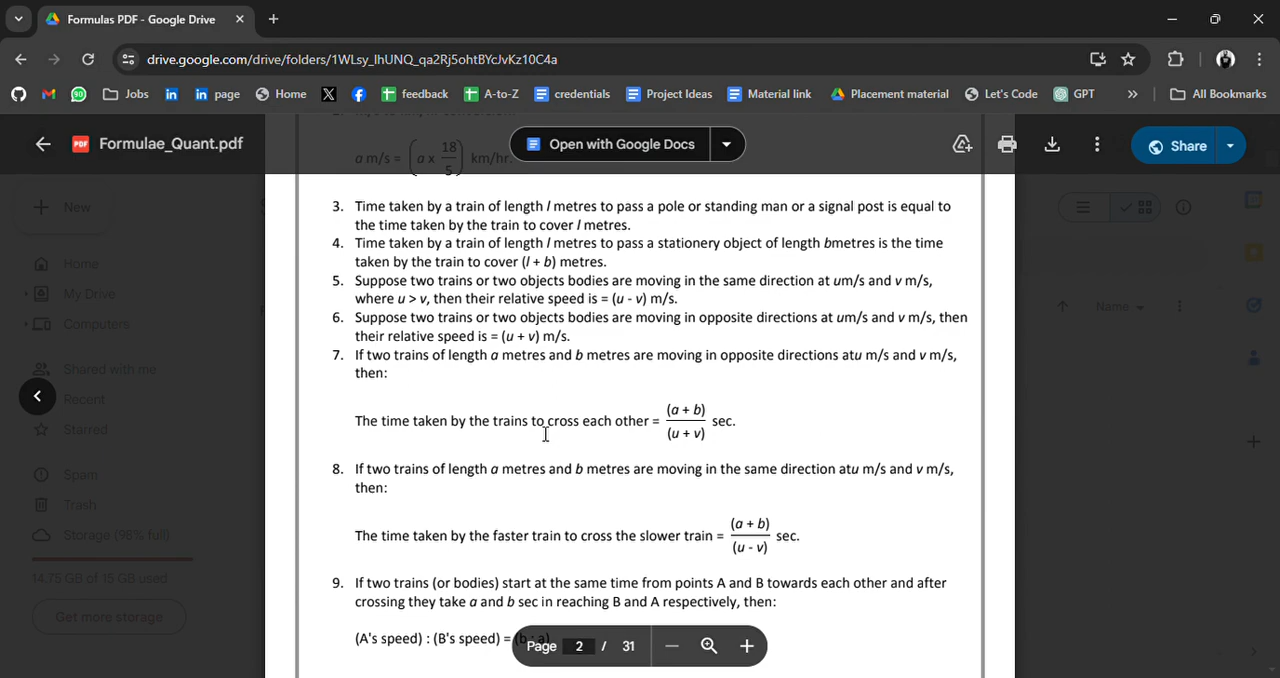 Formulas PDF - Google Drive
drive.google.com/drive/folders/1WLsy_lhUNQ_qa2Rj5ohtBYcJvKz10C4a
Jobs page Home feedback A-to-Z credentials Project Ideas Material link Placement material Let's Code GPT All Bookmarks
PDF Formulae_Quant.pdf Open with Google Docs Share
a m/s = (a x 18/5) km/hr.
3. Time taken by a train of length l metres to pass a pole or standing man or a signal post is equal to
the time taken by the train to cover l metres.
4. Time taken by a train of length l metres to pass a stationery object of length bmetres is the time
taken by the train to cover (l + b) metres.
5. Suppose two trains or two objects bodies are moving in the same direction at um/s and v m/s,
where u > v, then their relative speed is = (u - v) m/s.
6. Suppose two trains or two objects bodies are moving in opposite directions at um/s and v m/s, then
their relative speed is = (u + v) m/s.
7. If two trains of length a metres and b metres are moving in opposite directions atu m/s and v m/s,
then:
The time taken by the trains to cross each other = (a + b)/(u + v) sec.
8. If two trains of length a metres and b metres are moving in the same direction atu m/s and v m/s,
then:
The time taken by the faster train to cross the slower train = (a + b)/(u - v) sec.
9. If two trains (or bodies) start at the same time from points A and B towards each other and after
crossing they take a and b sec in reaching B and A respectively, then:
(A's speed) : (B's speed) = (b : a)
Page 2 / 31
New
Home
My Drive
Computers
Shared with me
Recent
Starred
Spam
Trash
Storage (98% full)
14.75 GB of 15 GB used
Get more storage
Name